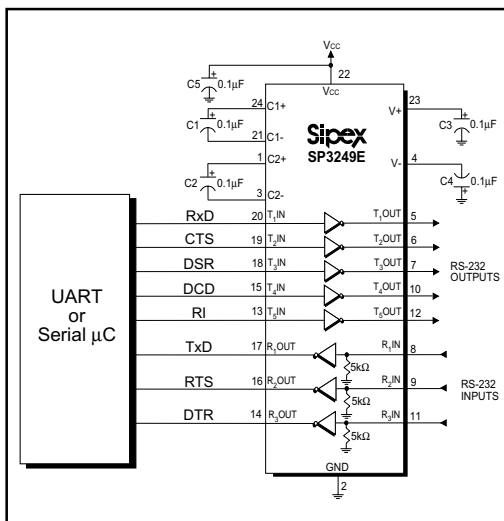 VCC
22
C5 + 0.1µF
VCC
24 C1+
C1 + 0.1µF
21 C1-
1 C2+
C2 + 0.1µF
3 C2-
Sipex
SP3249E
V+ 23
C3 + 0.1µF
V- 4
C4 0.1µF +
UART
or
Serial µC
RxD 20 T1IN T1OUT 5
CTS 19 T2IN T2OUT 6
DSR 18 T3IN T3OUT 7
DCD 15 T4IN T4OUT 10
RI 13 T5IN T5OUT 12
RS-232
OUTPUTS
TxD 17 R1OUT R1IN 8
5kΩ
RTS 16 R2OUT R2IN 9
5kΩ
DTR 14 R3OUT R3IN 11
5kΩ
RS-232
INPUTS
GND
2